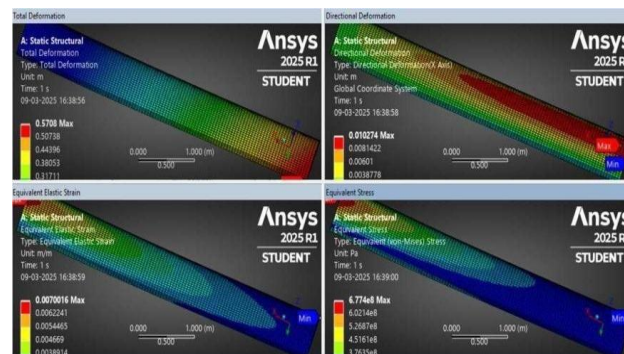 Total Deformation
A: Static Structural
Total Deformation
Type: Total Deformation
Unit: m
Time: 1 s
09-03-2025 16:38:56
Ansys
2025 R1
STUDENT
0.5708 Max
0.50738
0.44396
0.38053
0.31711
0.000
1.000 (m)
0.500
Directional Deformation
A: Static Structural
Directional Deformation
Type: Directional Deformation(X Axis)
Unit: m
Global Coordinate System
Time: 1 s
09-03-2025 16:38:58
Ansys
2025 R1
STUDENT
0.010274 Max
0.0081422
0.00601
0.0038778
0.000
1.000 (m)
0.500
Max
Min
Equivalent Elastic Strain
A: Static Structural
Equivalent Elastic Strain
Type: Equivalent Elastic Strain
Unit: m/m
Time: 1 s
09-03-2025 16:38:59
Ansys
2025 R1
STUDENT
0.0070016 Max
0.0062241
0.0054465
0.004669
0.0038914
0.000
1.000 (m)
0.500
Min
Equivalent Stress
A: Static Structural
Equivalent Stress
Type: Equivalent (von-Mises) Stress
Unit: Pa
Time: 1 s
09-03-2025 16:39:00
Ansys
2025 R
STUDENT
6.774e8 Max
6.0214e8
5.2687e8
4.5161e8
3.7635e8
0.000
1.000 (m)
0.500
Min